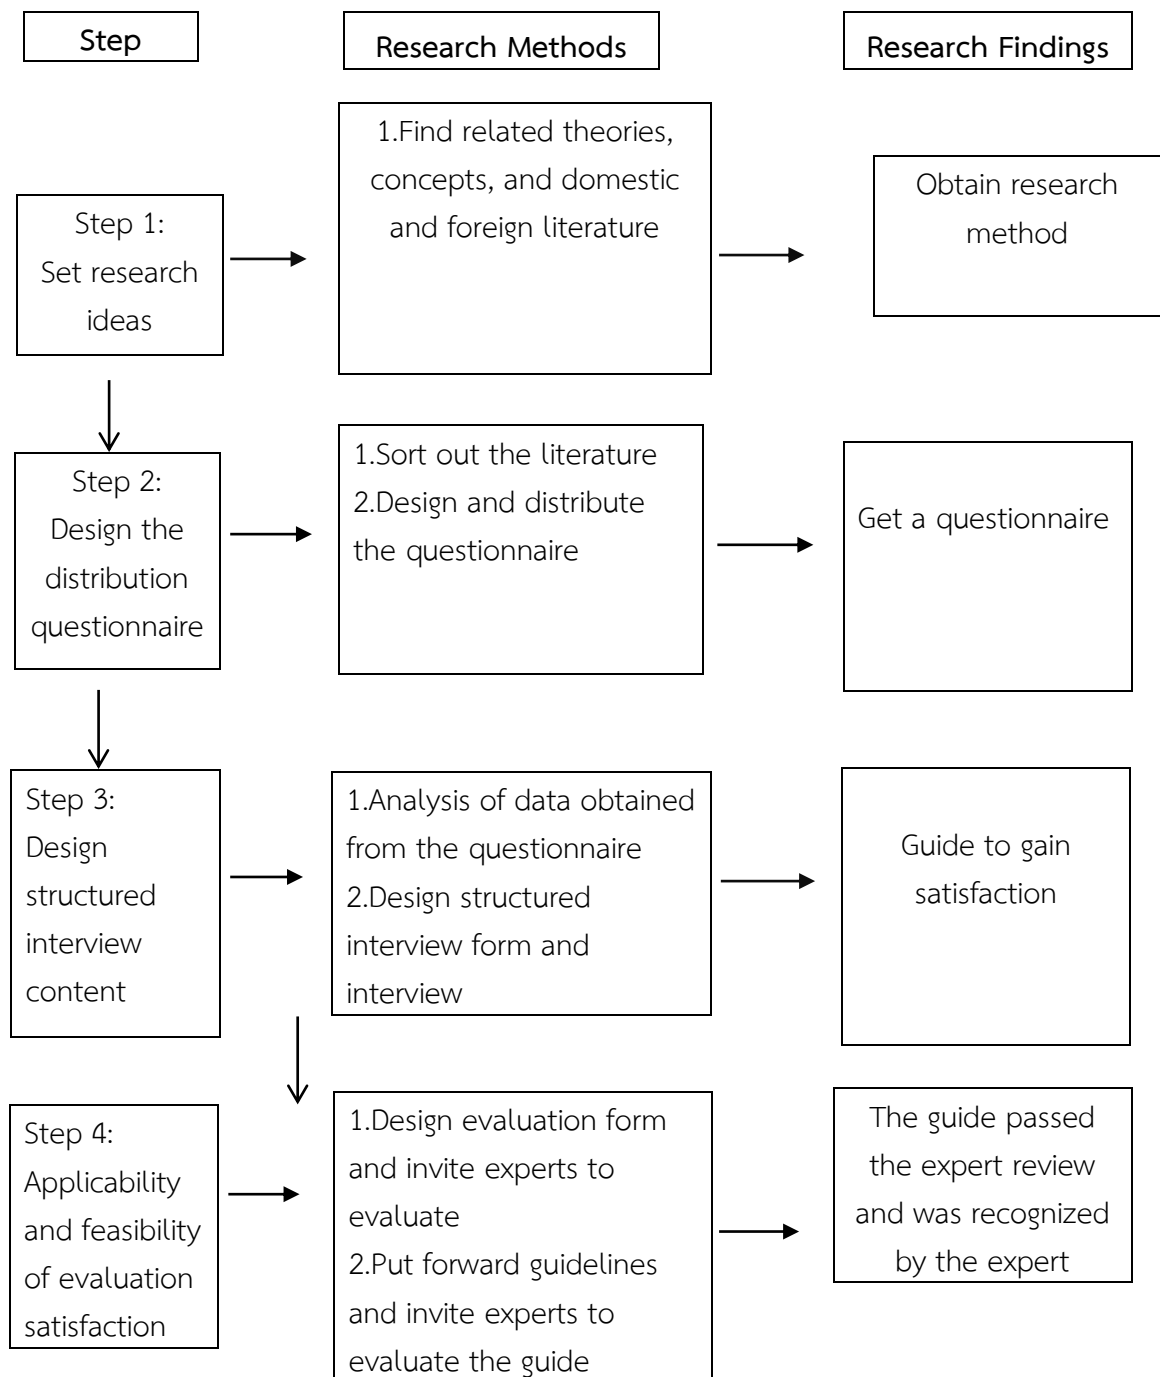 Step
Research Methods
Research Findings
Step 1:
Set research
ideas
1.Find related theories,
concepts, and domestic
and foreign literature
Obtain research
method
Step 2:
Design the
distribution
questionnaire
1.Sort out the literature
2.Design and distribute
the questionnaire
Get a questionnaire
Step 3:
Design
structured
interview
content
1.Analysis of data obtained
from the questionnaire
2.Design structured
interview form and
interview
Guide to gain
satisfaction
Step 4:
Applicability
and feasibility
of evaluation
satisfaction
1.Design evaluation form
and invite experts to
evaluate
2.Put forward guidelines
and invite experts to
evaluate the guide
The guide passed
the expert review
and was recognized
by the expert